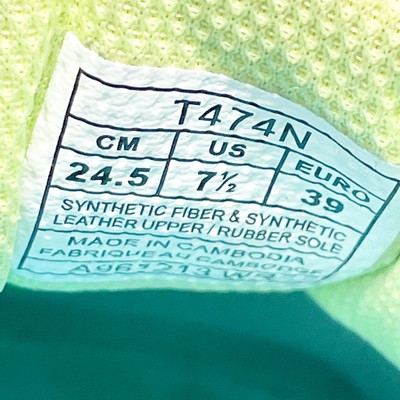 T474N
CM US EURO
24.5 7½ 39
SYNTHETIC FIBER & SYNTHETIC
LEATHER UPPER / RUBBER SOLE
MADE IN CAMBODIA
FABRIQUE AU CAMBODGE